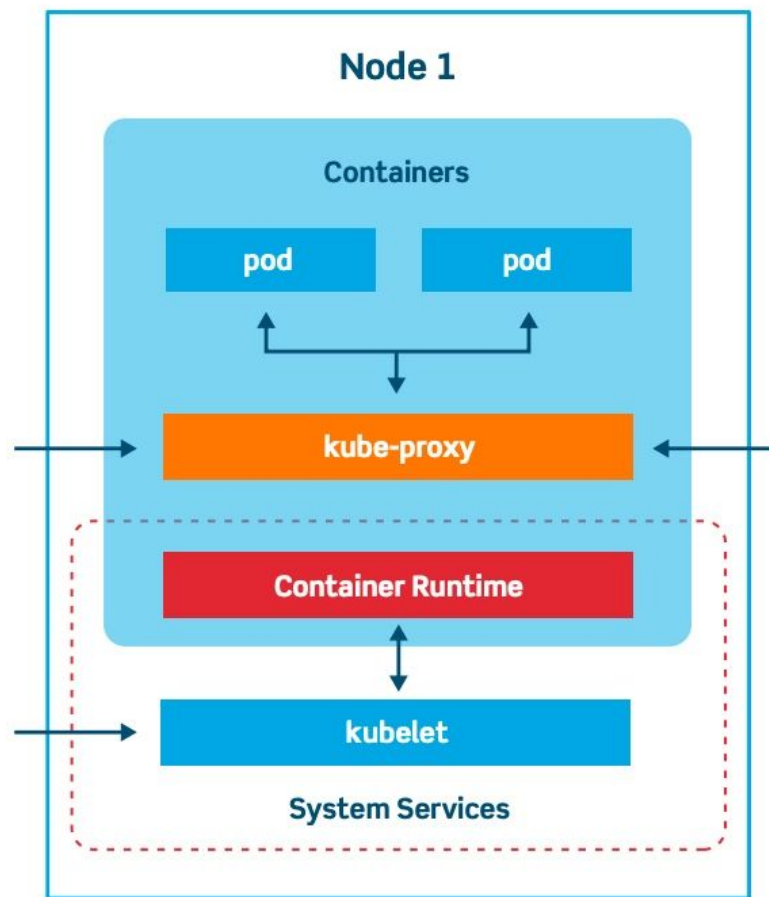 Node 1
Containers
pod
pod
kube-proxy
Container Runtime
kubelet
System Services